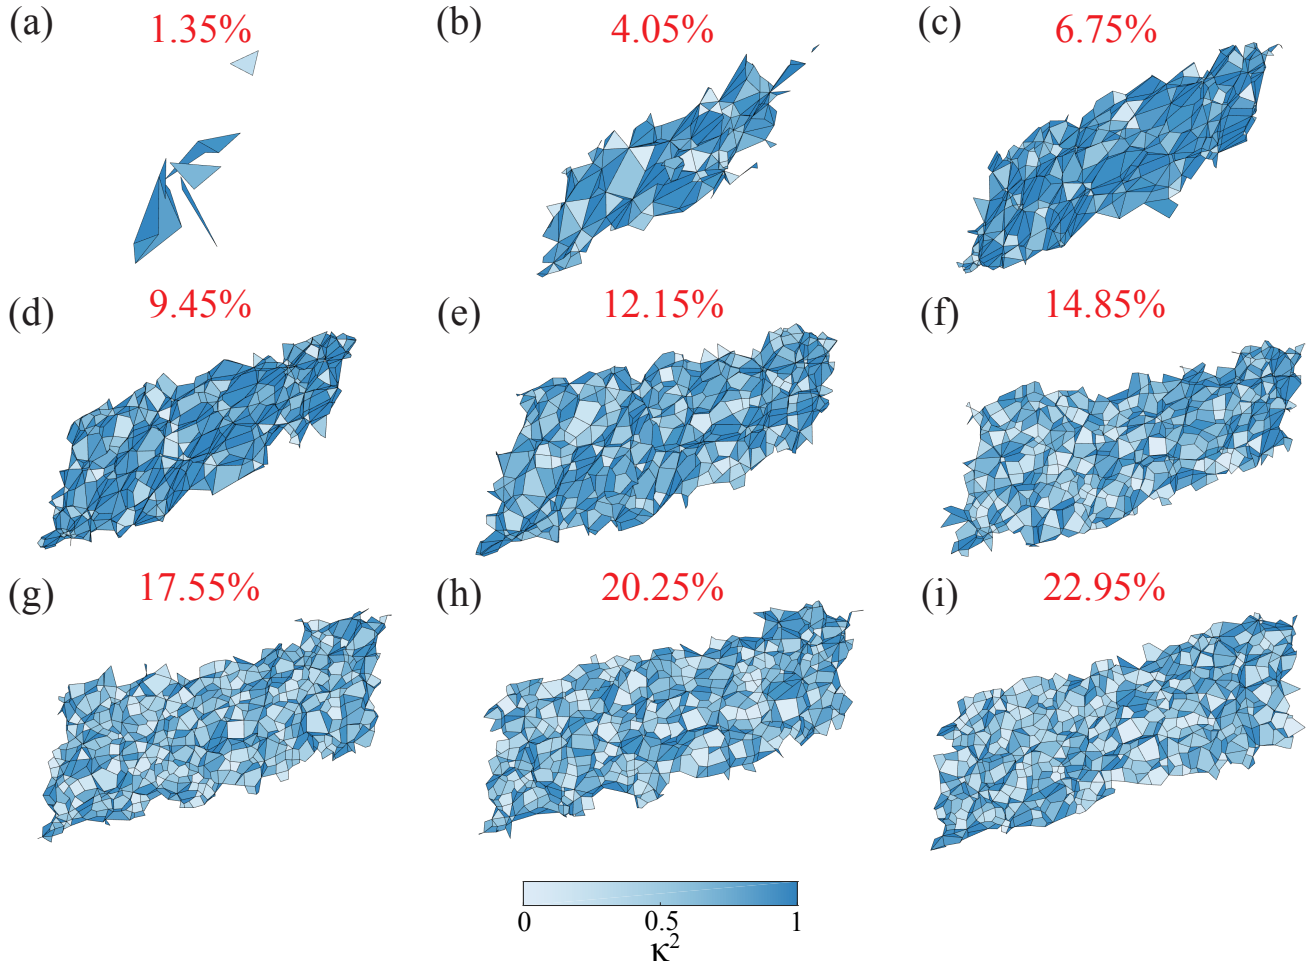 (a) 1.35%
(b) 4.05%
(c) 6.75%
(d) 9.45%
(e) 12.15%
(f) 14.85%
(g) 17.55%
(h) 20.25%
(i) 22.95%
0 0.5 1
κ²